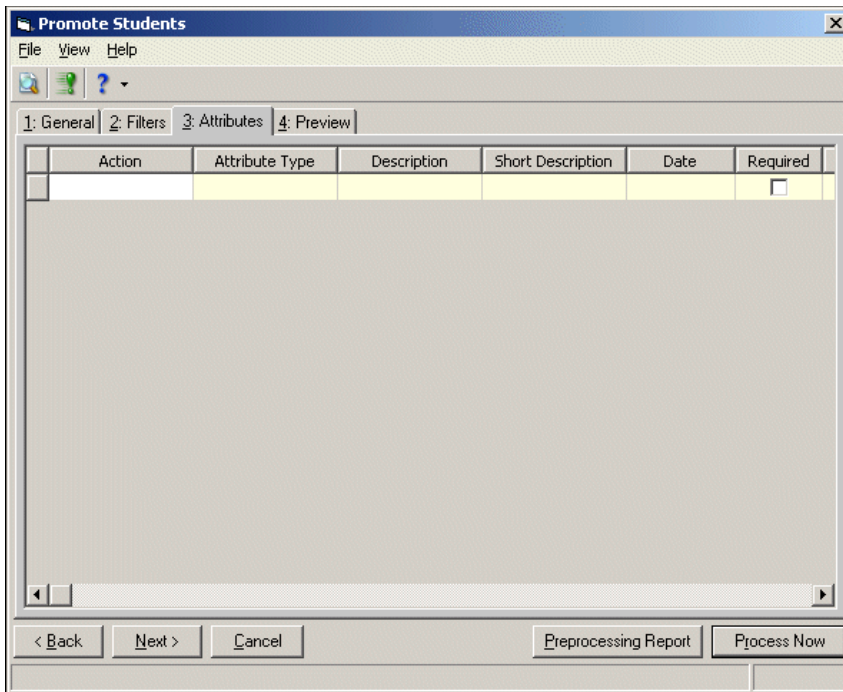 Promote Students
File View Help
1: General 2: Filters 3: Attributes 4: Preview
Action Attribute Type Description Short Description Date Required
< Back Next > Cancel Preprocessing Report Process Now